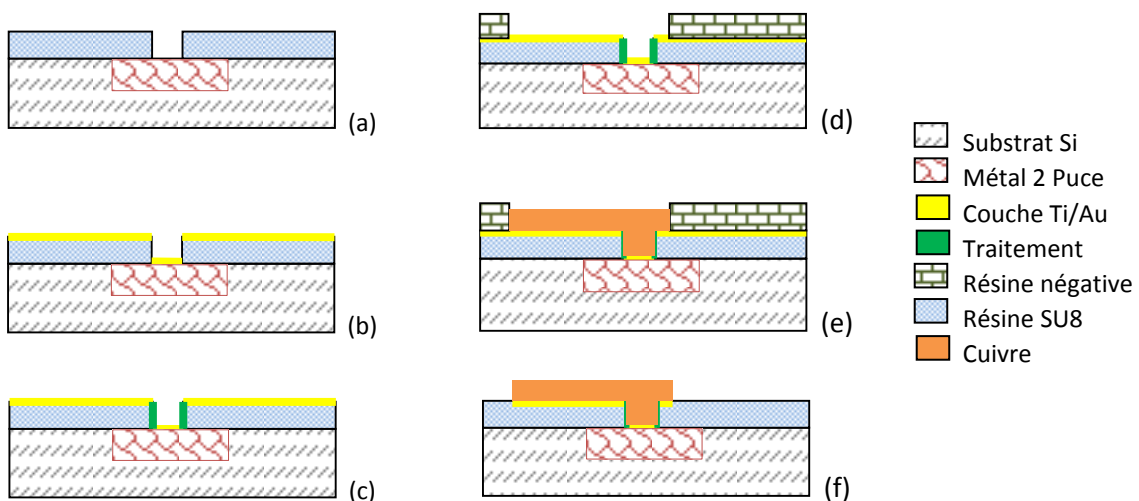 (a)
(b)
(c)
(d)
(e)
(f)
Substrat Si
Métal 2 Puce
Couche Ti/Au
Traitement
Résine négative
Résine SU8
Cuivre